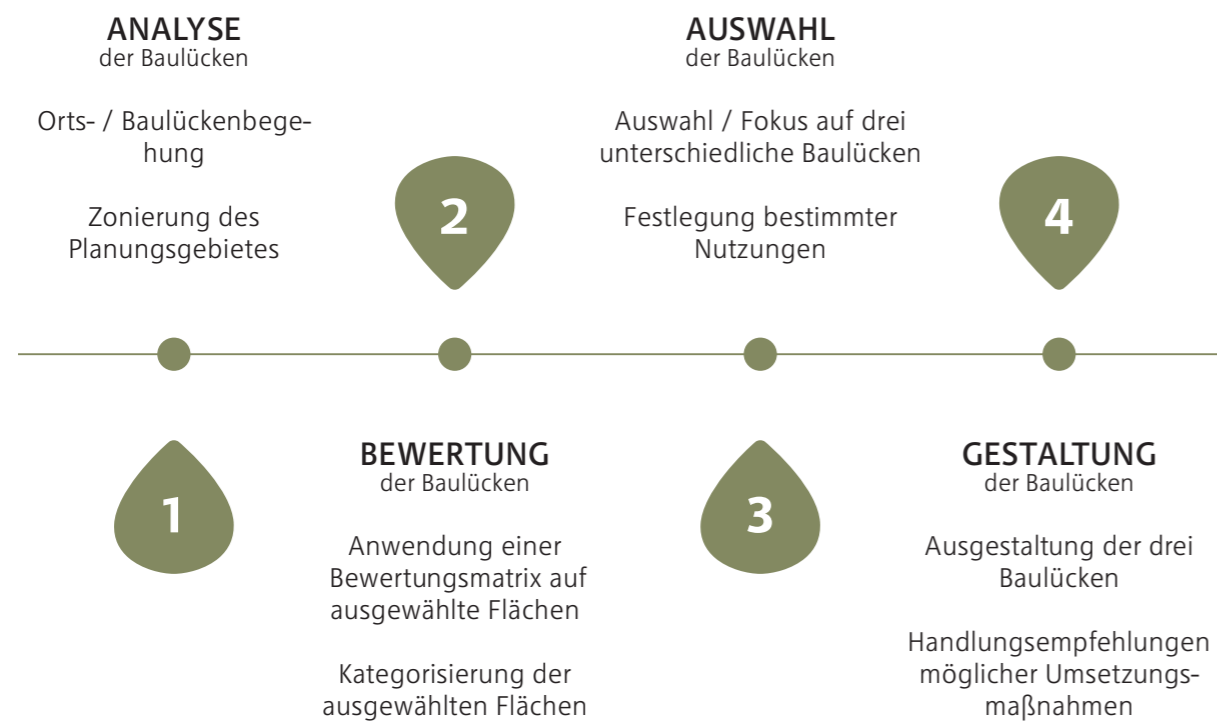 ANALYSE
der Baulücken
Orts- / Baulückenbege-
hung
Zonierung des
Planungsgebietes
1
2
BEWERTUNG
der Baulücken
Anwendung einer
Bewertungsmatrix auf
ausgewählte Flächen
Kategorisierung der
ausgewählten Flächen
AUSWAHL
der Baulücken
Auswahl / Fokus auf drei
unterschiedliche Baulücken
Festlegung bestimmter
Nutzungen
3
4
GESTALTUNG
der Baulücken
Ausgestaltung der drei
Baulücken
Handlungsempfehlungen
möglicher Umsetzungs-
maßnahmen